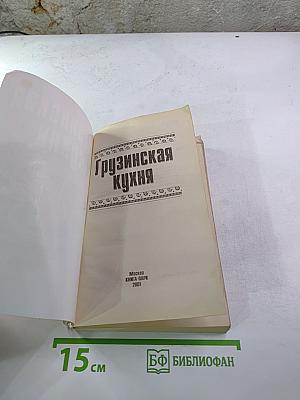 Грузинская
кухня
Москва
КНИГА-ПАРК
2001
15 см
БФ БИБЛИОФАН